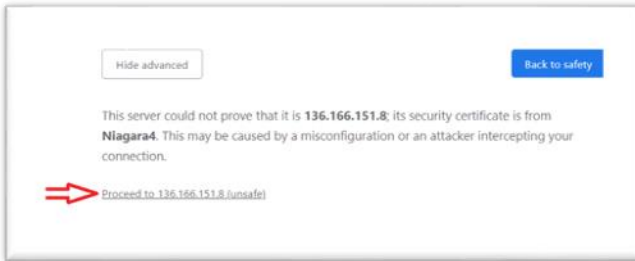 Hide advanced
Back to safety
This server could not prove that it is 136.166.151.8; its security certificate is from
Niagara4. This may be caused by a misconfiguration or an attacker intercepting your
connection.
Proceed to 136.166.151.8 (unsafe)